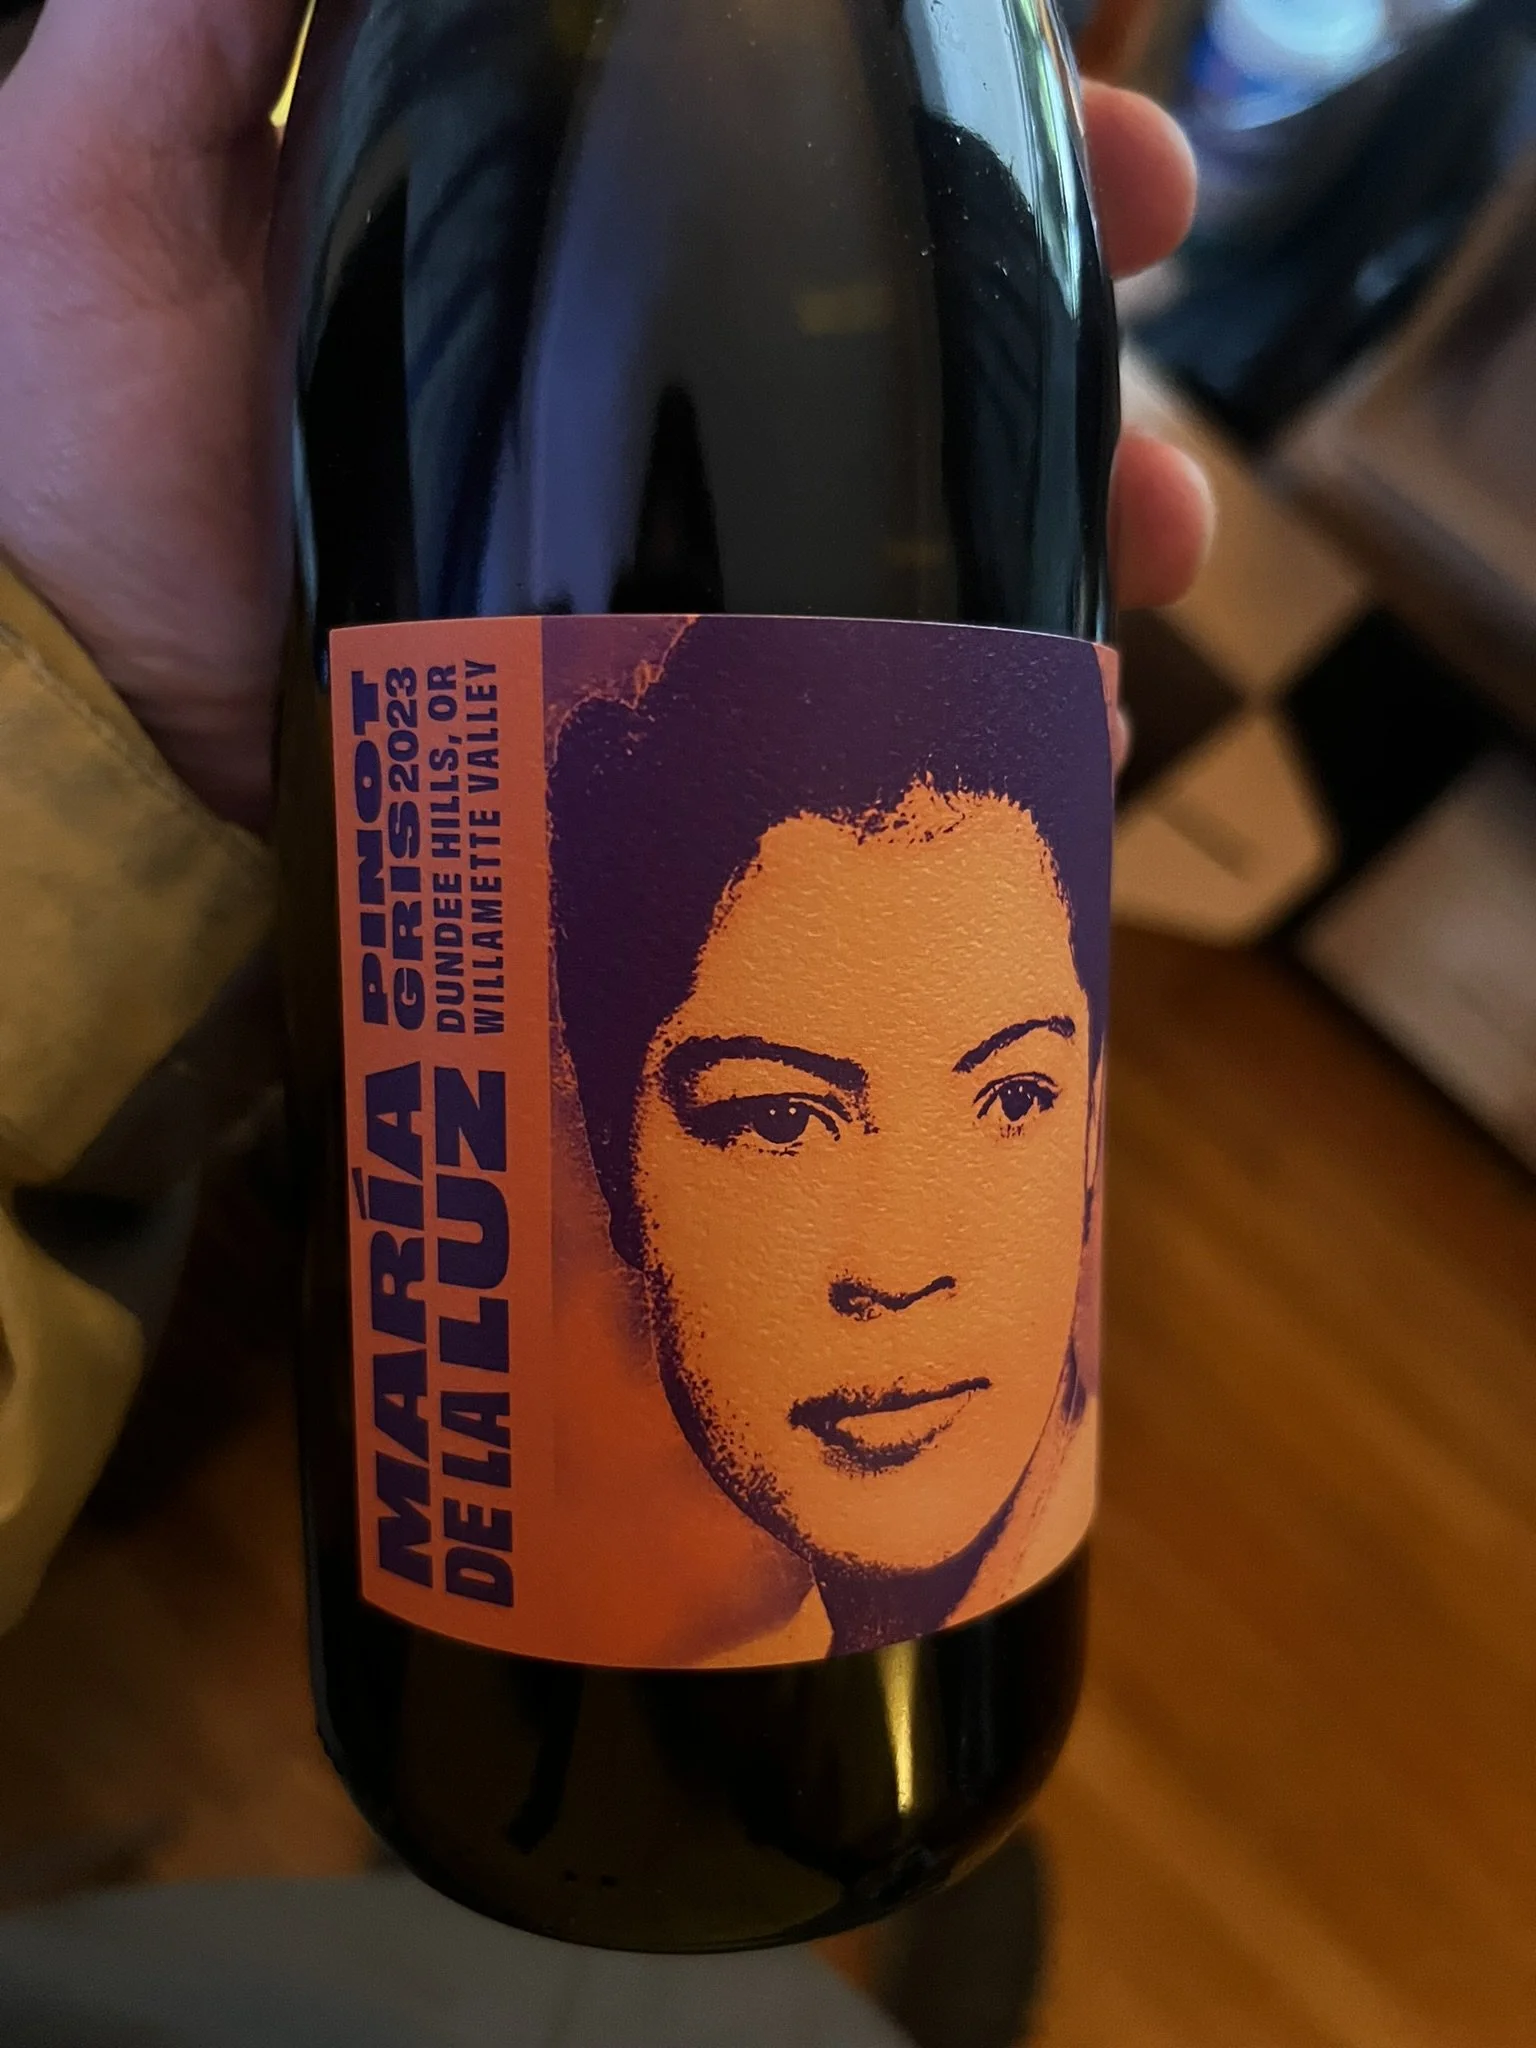 MARÍA
DE LA LUZ
PINOT
GRIS 2023
DUNDEE HILLS, OR
WILLAMETTE VALLEY